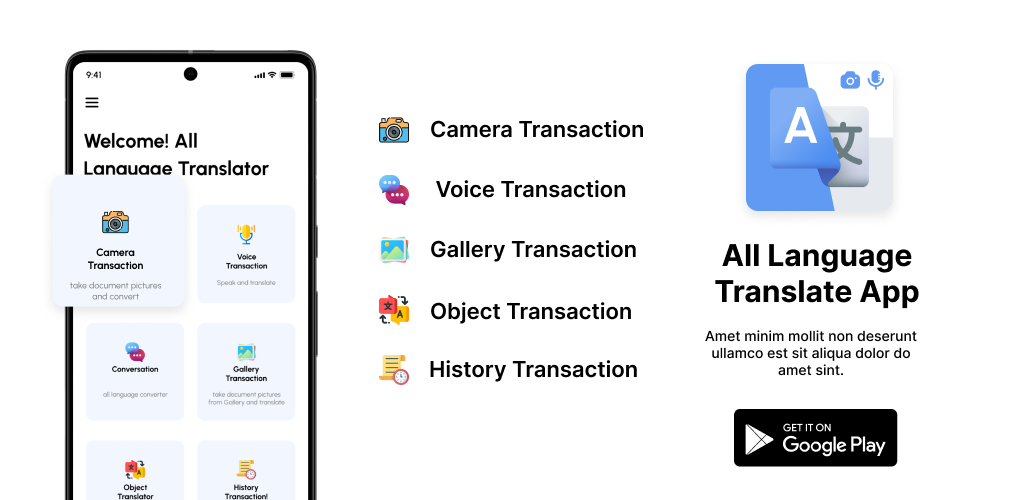 9:41
Welcome! All
Language Translator
Camera
Transaction
take document pictures
and convert
Voice
Transaction
Speak and translate
Conversation
all language converter
Gallery
Transaction
take document pictures
from Gallery and translate
Object
Translator
History
Transaction!
Camera Transaction
Voice Transaction
Gallery Transaction
Object Transaction
History Transaction
A
文
All Language
Translate App
Amet minim mollit non deserunt
ullamco est sit aliqua dolor do
amet sint.
GET IT ON
Google Play